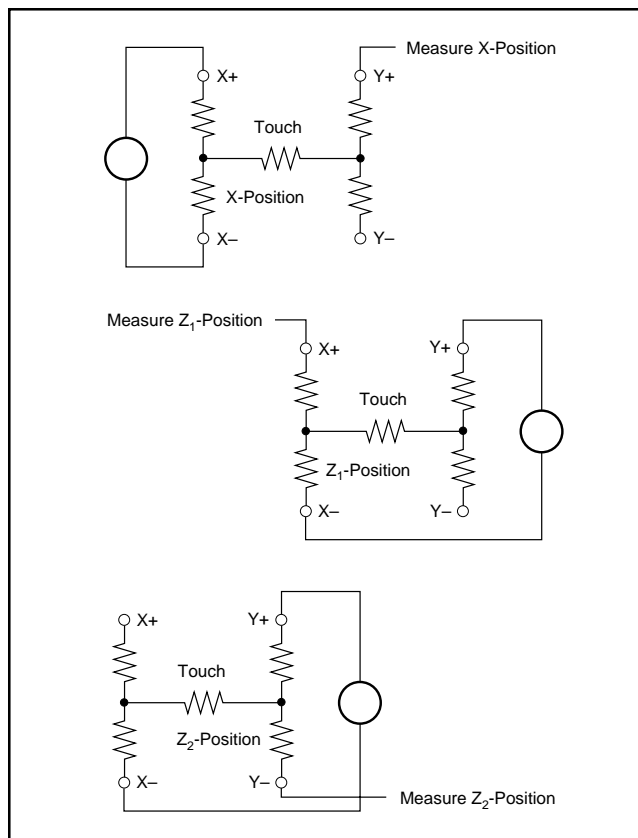 Measure X-Position
X+
Y+
Touch
X-Position
X–
Y–
Measure Z₁-Position
X+
Y+
Touch
Z₁-Position
X–
Y–
X+
Y+
Touch
Z₂-Position
X–
Y–
Measure Z₂-Position